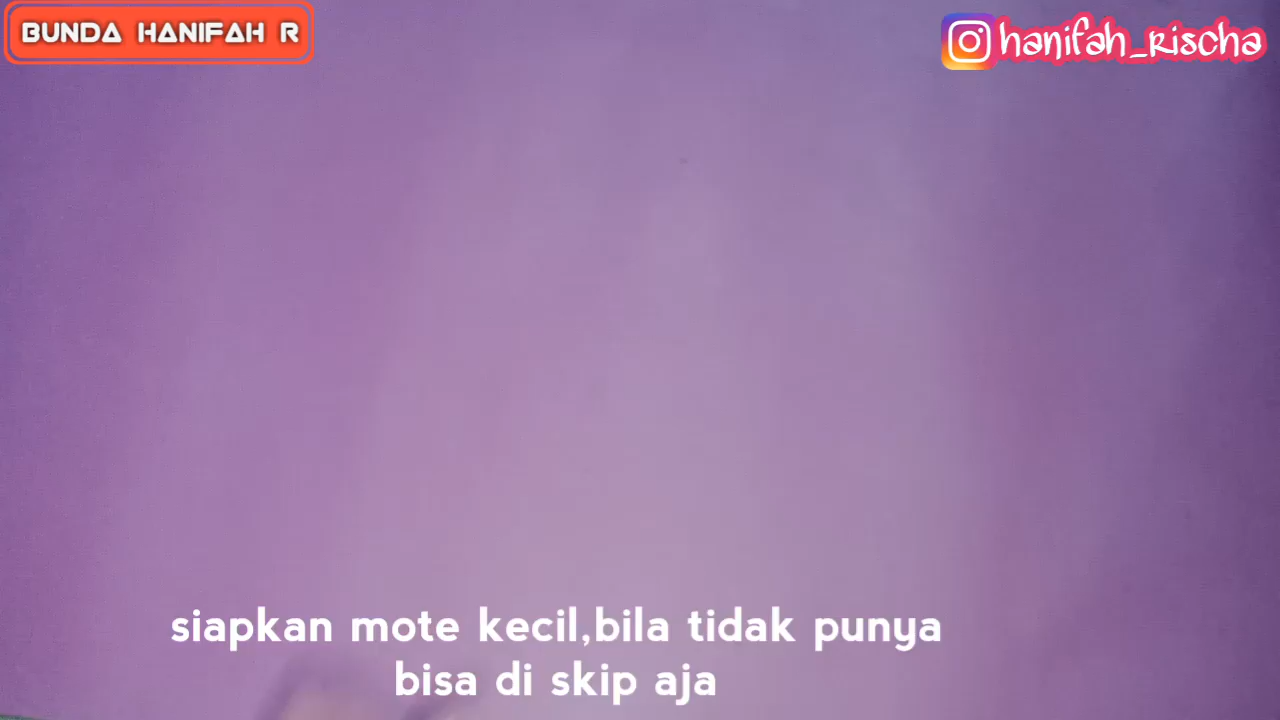 BUNDA HANIFAH R
hanifah_rischa
siapkan mote kecil,bila tidak punya
bisa di skip aja